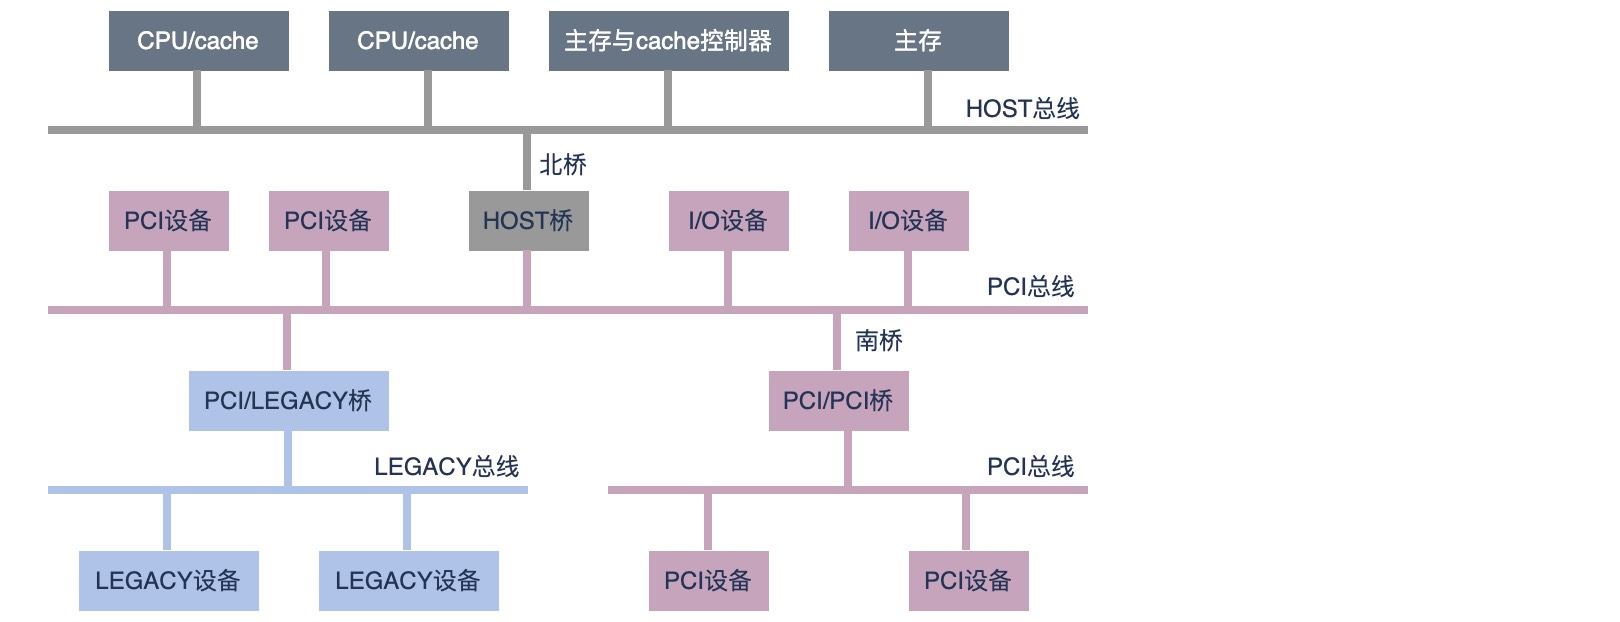 CPU/cache
CPU/cache
主存与cache控制器
主存
HOST总线
北桥
PCI设备
PCI设备
HOST桥
I/O设备
I/O设备
PCI总线
南桥
PCI/LEGACY桥
PCI/PCI桥
LEGACY总线
PCI总线
LEGACY设备
LEGACY设备
PCI设备
PCI设备